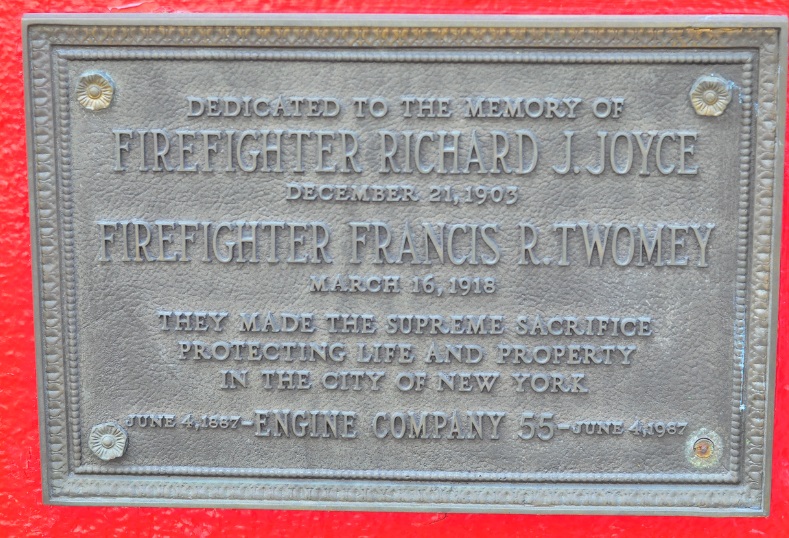 DEDICATED TO THE MEMORY OF
FIREFIGHTER RICHARD J. JOYCE
DECEMBER 21, 1903
FIREFIGHTER FRANCIS R. TWOMEY
MARCH 16, 1918
THEY MADE THE SUPREME SACRIFICE
PROTECTING LIFE AND PROPERTY
IN THE CITY OF NEW YORK
JUNE 4, 1887-ENGINE COMPANY 55-JUNE 4, 1987